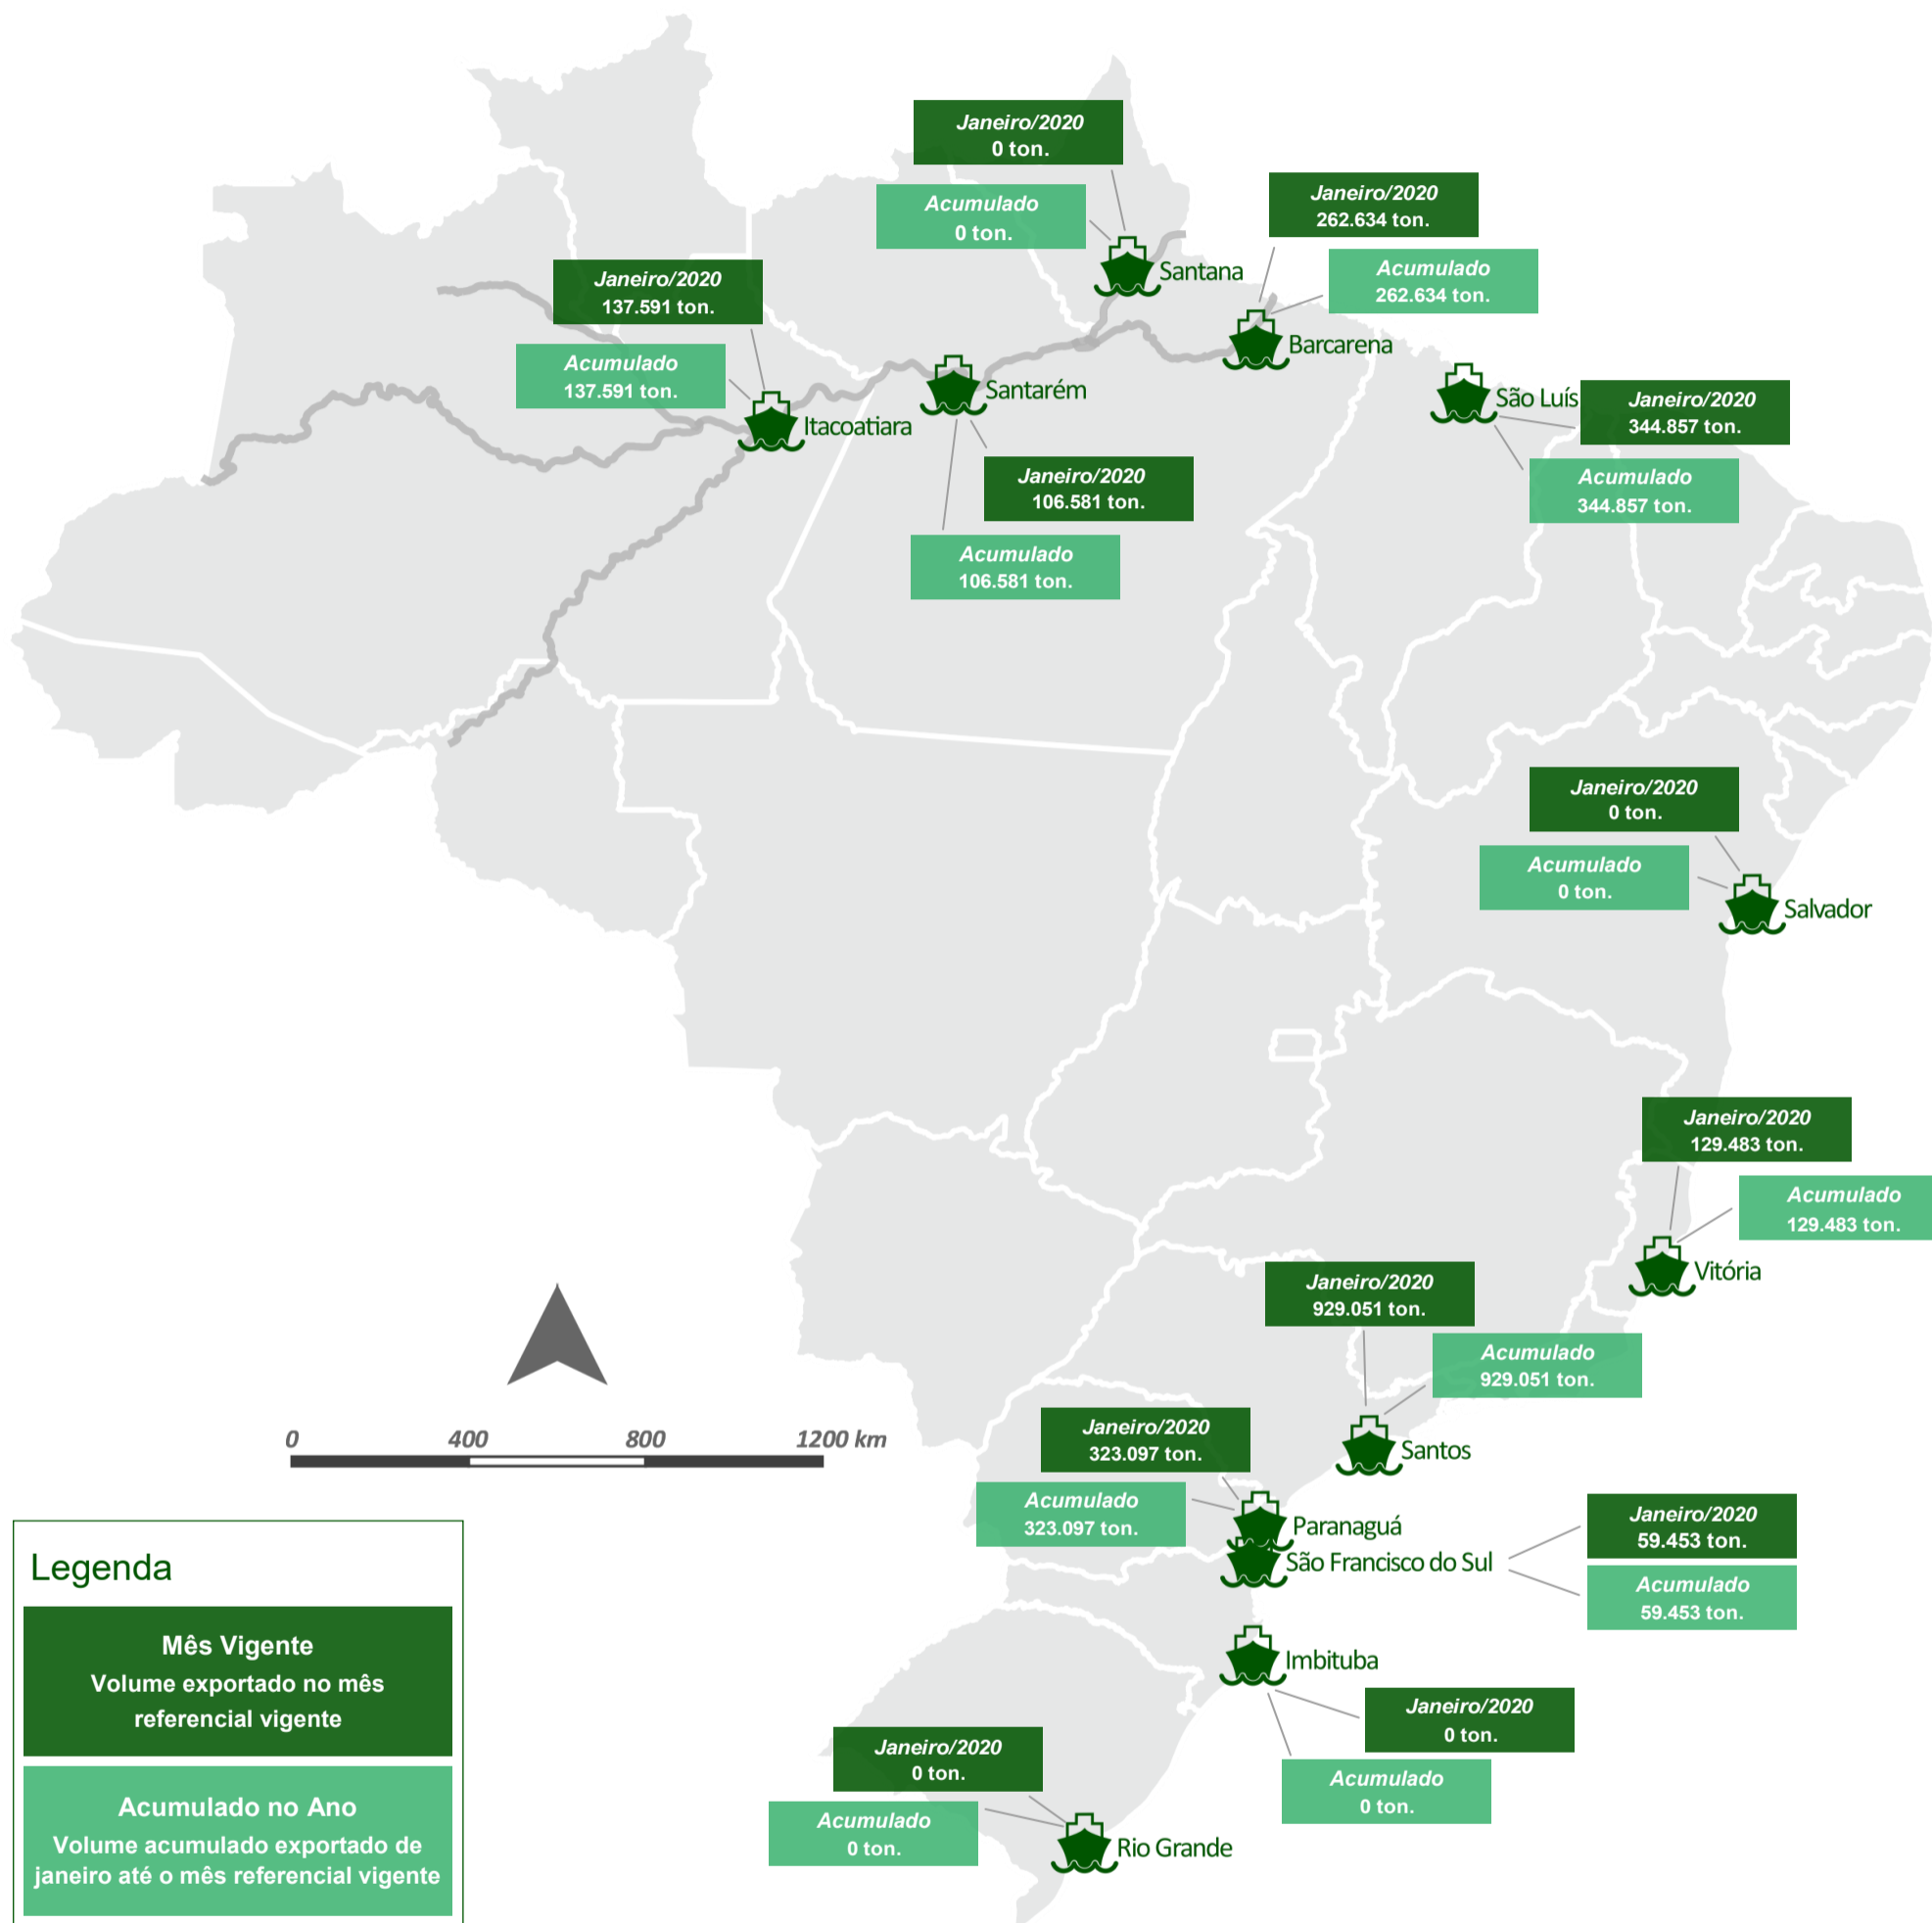 Janeiro/2020
0 ton.
Acumulado
0 ton.
Santana
Janeiro/2020
262.634 ton.
Acumulado
262.634 ton.
Barcarena
Janeiro/2020
137.591 ton.
Acumulado
137.591 ton.
Itacoatiara
Santarém
Janeiro/2020
106.581 ton.
Acumulado
106.581 ton.
São Luís
Janeiro/2020
344.857 ton.
Acumulado
344.857 ton.
Janeiro/2020
0 ton.
Acumulado
0 ton.
Salvador
Janeiro/2020
129.483 ton.
Acumulado
129.483 ton.
Vitória
Janeiro/2020
929.051 ton.
Acumulado
929.051 ton.
Santos
Janeiro/2020
323.097 ton.
Acumulado
323.097 ton.
Paranaguá
São Francisco do Sul
Janeiro/2020
59.453 ton.
Acumulado
59.453 ton.
Imbituba
Janeiro/2020
0 ton.
Acumulado
0 ton.
Janeiro/2020
0 ton.
Acumulado
0 ton.
Rio Grande
0 400 800 1200 km
Legenda
Mês Vigente
Volume exportado no mês
referencial vigente
Acumulado no Ano
Volume acumulado exportado de
janeiro até o mês referencial vigente